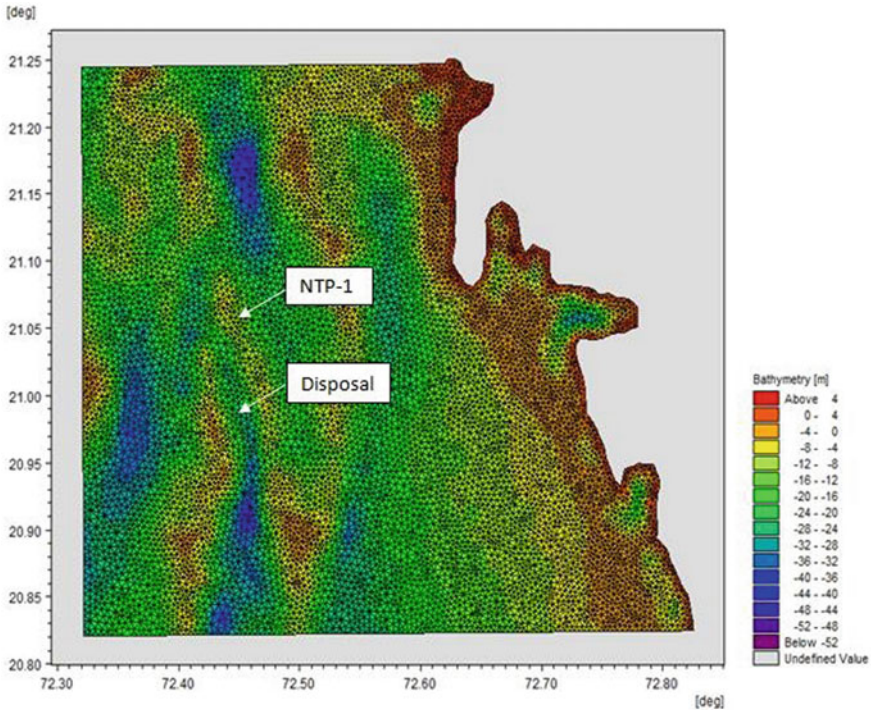 [deg]
21.25
21.20
21.15
21.10
NTP-1
21.05
Disposal
21.00
20.95
20.90
20.85
20.80
72.30 72.40 72.50 72.60 72.70 72.80
[deg]
Bathymetry [m]
Above 4
0 - 4
-4 - 0
-8 - -4
-12 - -8
-16 - -12
-20 - -16
-24 - -20
-28 - -24
-32 - -28
-36 - -32
-40 - -36
-44 - -40
-48 - -44
-52 - -48
Below -52
Undefined Value